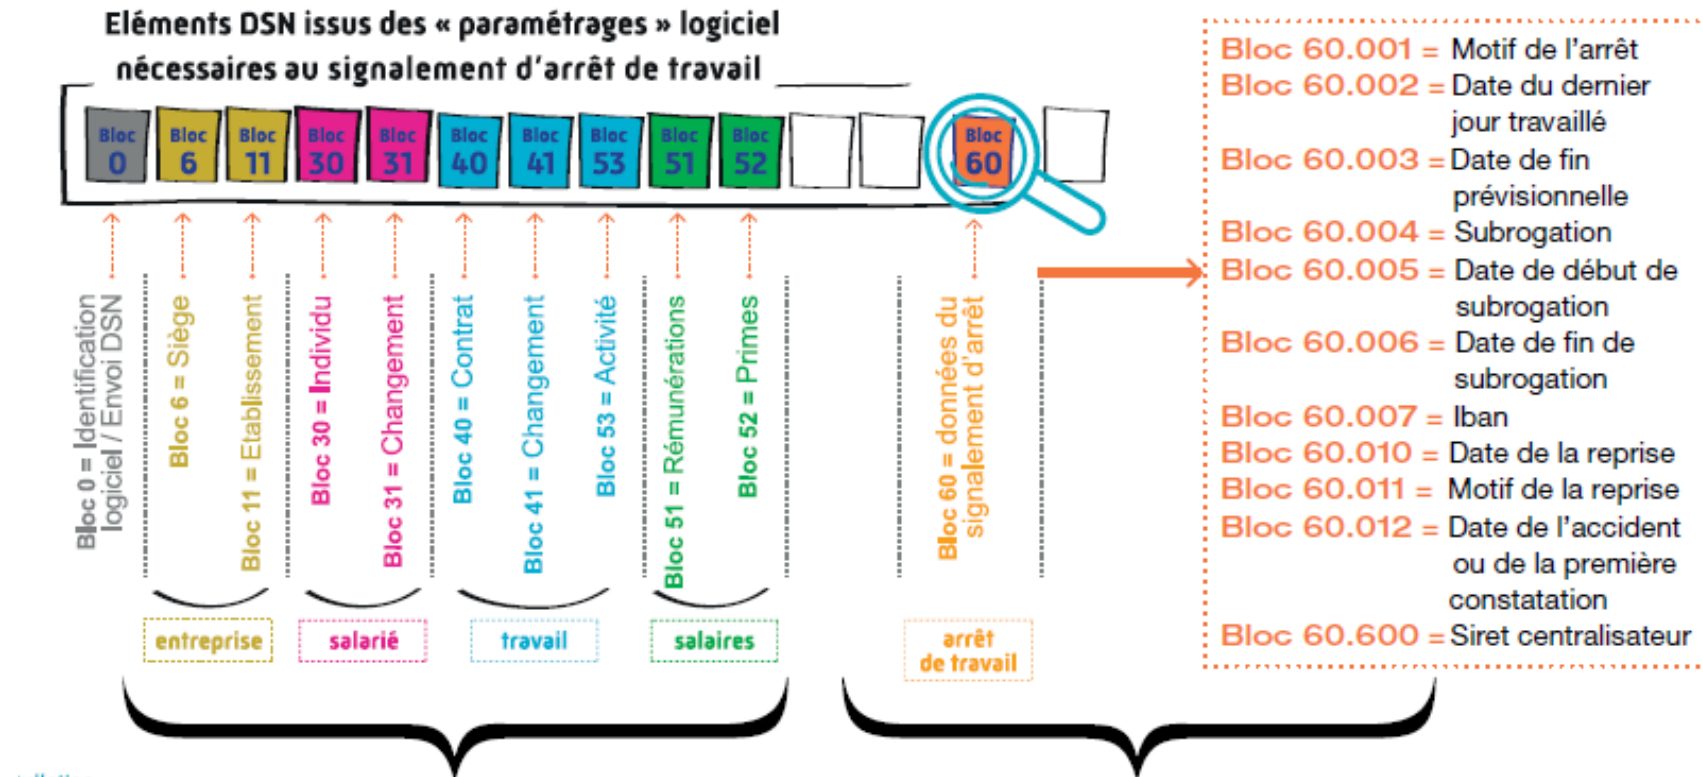 Eléments DSN issus des « paramétrages » logiciel
nécessaires au signalement d'arrêt de travail
Bloc 0
Bloc 6
Bloc 11
Bloc 30
Bloc 31
Bloc 40
Bloc 41
Bloc 53
Bloc 51
Bloc 52
Bloc 60
Bloc 0 = Identification
logiciel / Envoi DSN
Bloc 6 = Siège
Bloc 11 = Etablissement
Bloc 30 = Individu
Bloc 31 = Changement
Bloc 40 = Contrat
Bloc 41 = Changement
Bloc 53 = Activité
Bloc 51 = Rémunérations
Bloc 52 = Primes
Bloc 60 = données du
signalement d'arrêt
entreprise
salarié
travail
salaires
arrêt
de travail
Bloc 60.001 = Motif de l'arrêt
Bloc 60.002 = Date du dernier
jour travaillé
Bloc 60.003 = Date de fin
prévisionnelle
Bloc 60.004 = Subrogation
Bloc 60.005 = Date de début de
subrogation
Bloc 60.006 = Date de fin de
subrogation
Bloc 60.007 = Iban
Bloc 60.010 = Date de la reprise
Bloc 60.011 = Motif de la reprise
Bloc 60.012 = Date de l'accident
ou de la première
constatation
Bloc 60.600 = Siret centralisateur